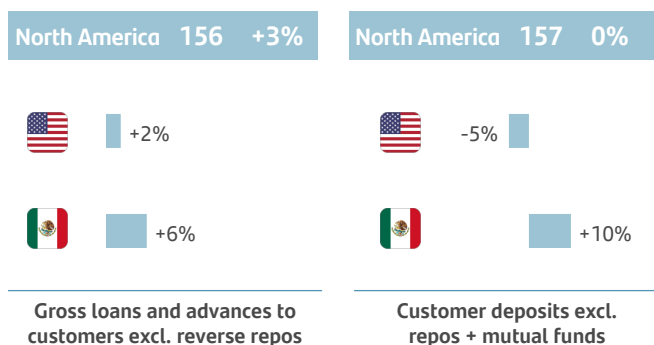 North America 156 +3%
+2%
+6%
Gross loans and advances to
customers excl. reverse repos
North America 157 0%
-5%
+10%
Customer deposits excl.
repos + mutual funds